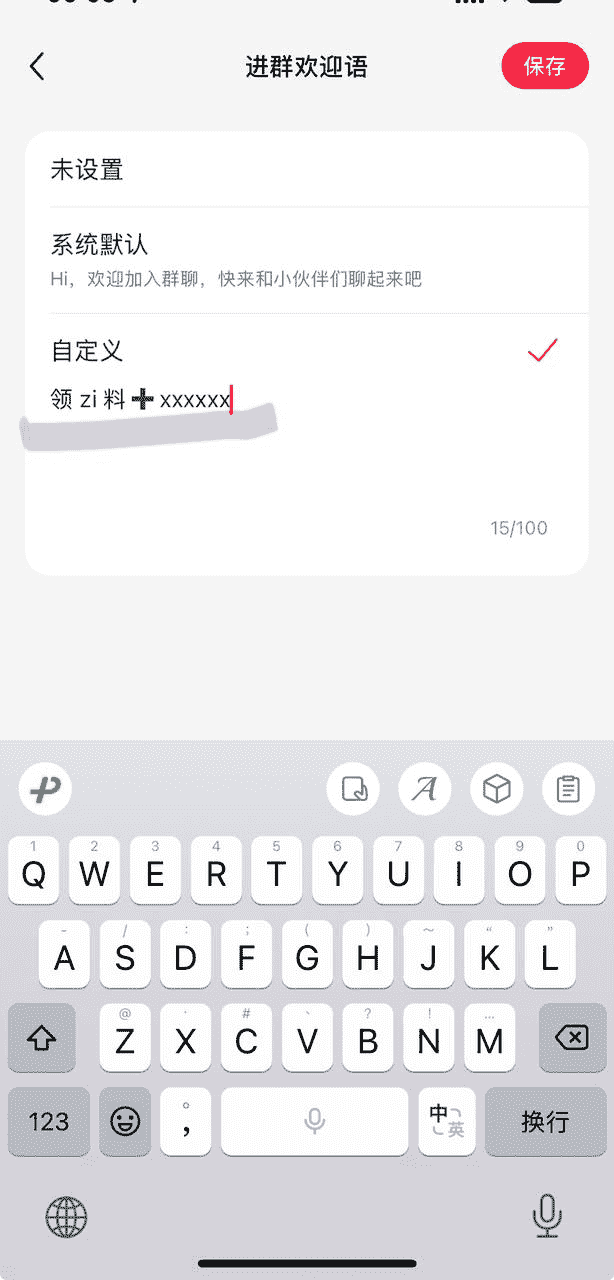 进群欢迎语
保存
未设置
系统默认
Hi，欢迎加入群聊，快来和小伙伴们聊起来吧
自定义
领 zi 料➕xxxxxx
15/100
1 2 3 4 5 6 7 8 9 0
Q W E R T Y U I O P
- / : ; ( ) ~ “ ”
A S D F G H J K L
@ . # 、 ? ! ...
Z X C V B N M
123 ， 中 英 换行